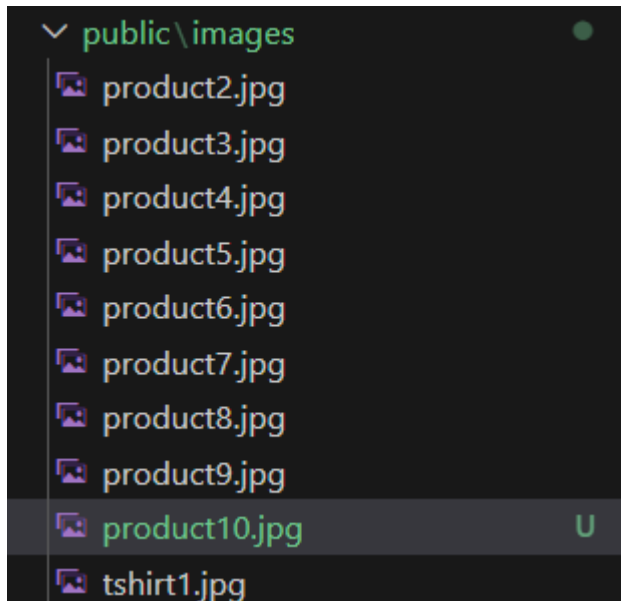 public\images
product2.jpg
product3.jpg
product4.jpg
product5.jpg
product6.jpg
product7.jpg
product8.jpg
product9.jpg
product10.jpg U
tshirt1.jpg